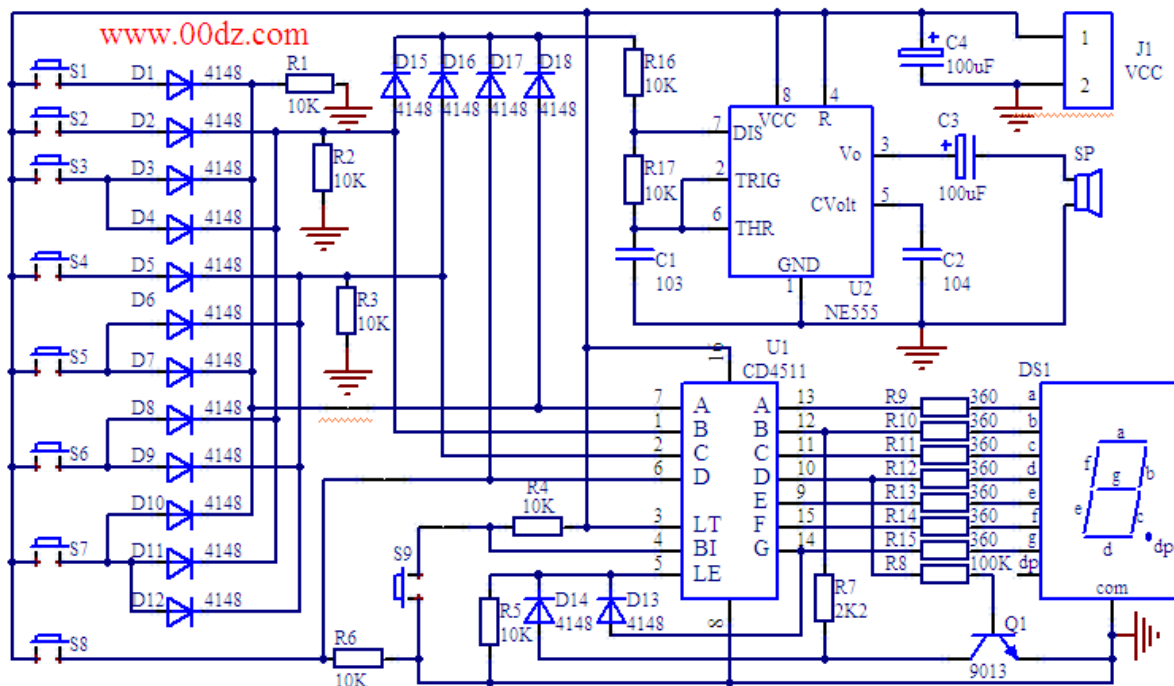 www.00dz.com
S1 D1 4148 R1 10K
S2 D2 4148 R2 10K
S3 D3 4148
D4 4148
S4 D5 4148 R3 10K
D6 4148
S5 D7 4148
D8 4148
S6 D9 4148
D10 4148
S7 D11 4148
D12 4148
S8 R6 10K
D15 D16 D17 D18
4148 4148 4148 4148
R16 10K
R17 10K
C1 103
8 4
VCC R
7 DIS
2 TRIG
6 THR
Vo 3
CVolt 5
GND
1
U2
NE555
C3 100uF
SP
C2 104
C4 100uF
1
2
J1
VCC
U1
CD4511
16
7 A A 13
1 B B 12
2 C C 11
6 D D 10
E 9
3 LT F 15
4 BI G 14
5 LE
8
R4 10K
S9
R5 10K
D14 4148
D13 4148
R7 2K2
R9 360 a
R10 360 b
R11 360 c
R12 360 d
R13 360 e
R14 360 f
R15 360 g
R8 100K dp
DS1
a
f b
g
e c
d dp
com
Q1
9013